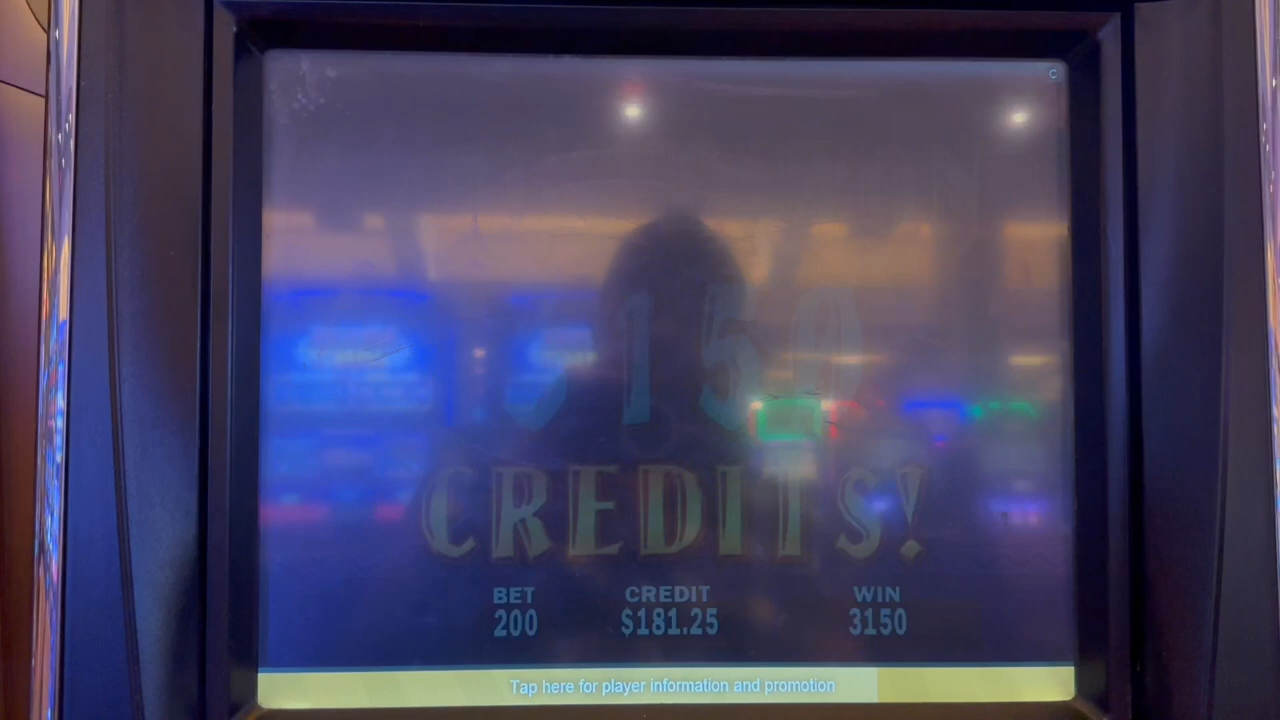 3150
CREDITS!
BET CREDIT WIN
200 $181.25 3150
Tap here for player information and promotion